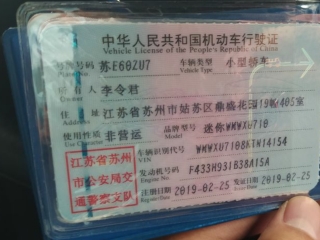 中华人民共和国机动车行驶证
Vehicle License of the People's Republic of China
号牌号码 苏E60ZU7 车辆类型 小型轿车
Plate No. Vehicle Type
所有人 李令君
住址 江苏省苏州市姑苏区鼎盛花园19幢405室
使用性质 非营运 品牌型号 迷你WMWXU710
Use Character Model
江苏省苏州
市公安局交
通警察支队
车辆识别代号 WMWXU710BKTN14154
VIN
发动机号码 F433H931B38A15A
Engine No.
注册日期 2019-02-25 发证日期 2019-02-25